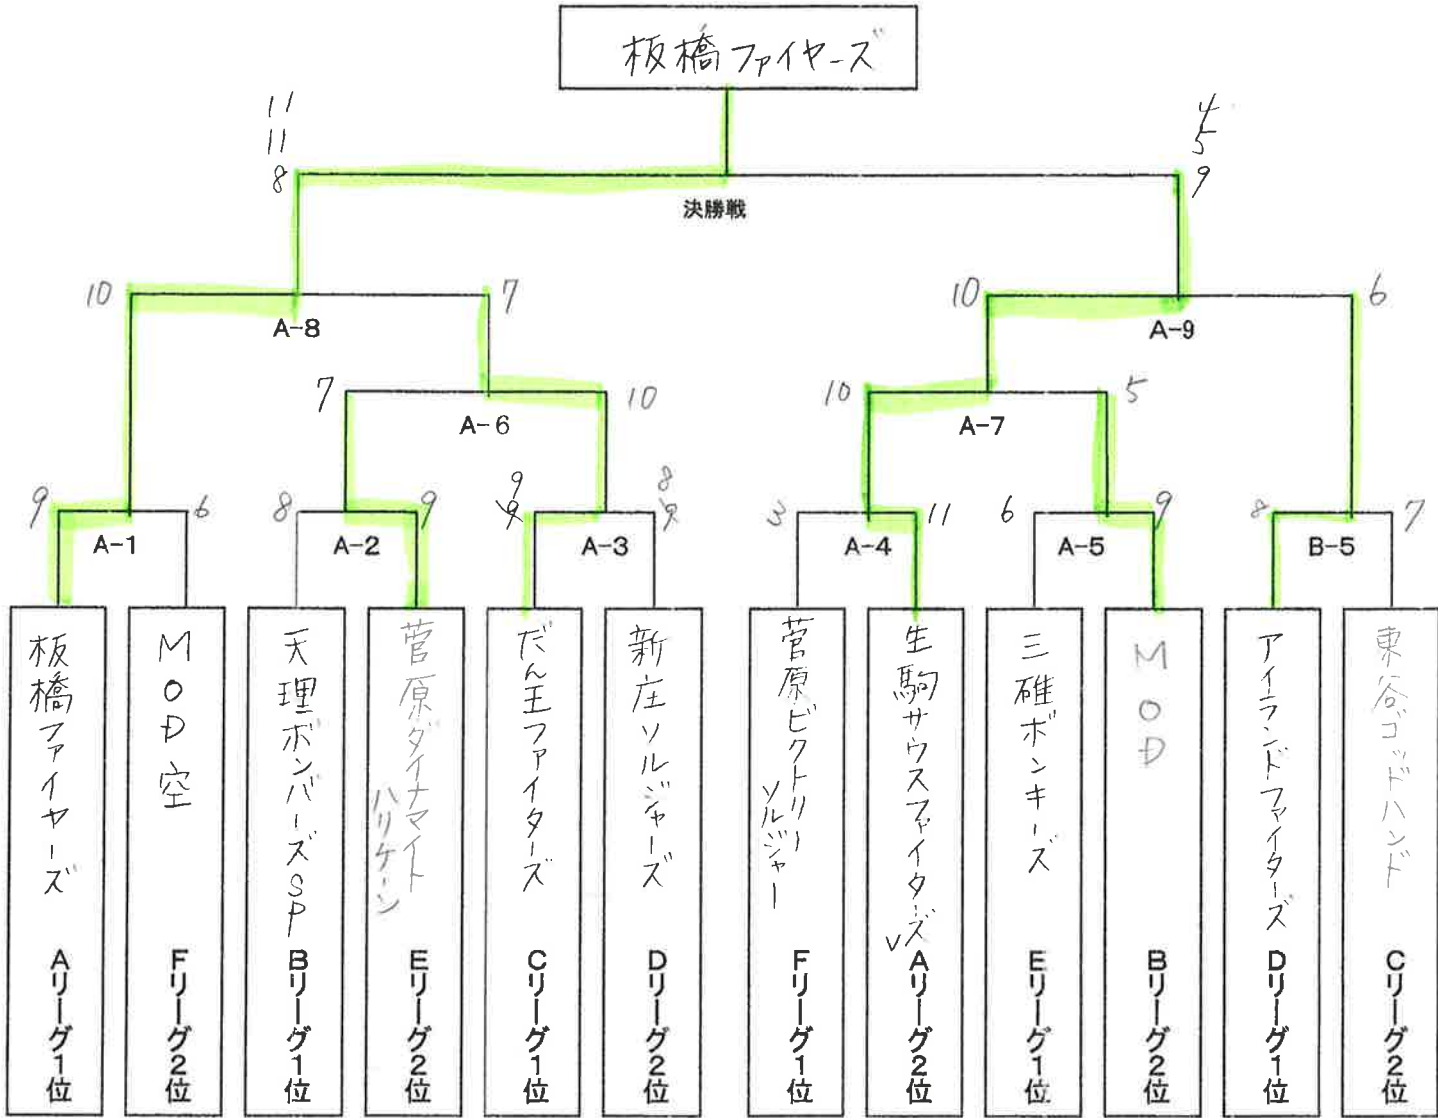 板橋ファイヤーズ
11
11
8
4
5
9
決勝戦
10
7
A-8
10
6
A-9
7
10
A-6
10
5
A-7
9
6
A-1
8
9
A-2
9
9
8
9
A-3
3
11
A-4
6
9
A-5
8
7
B-5
板橋ファイヤーズ
Aリーグ1位
MOD空
Fリーグ2位
天理ボンバーズSP
Bリーグ1位
菅原ダイナマイト
ハリケーン
Eリーグ2位
だん王ファイターズ
Cリーグ1位
新庄ソルジャーズ
Dリーグ2位
菅原ビクトリー
ソルジャー
Fリーグ1位
生駒サウスファイターズ
V
Aリーグ2位
三碓ボンキーズ
Eリーグ1位
MOD
Bリーグ2位
アイランドファイターズ
Dリーグ1位
東谷ゴッドハンド
Cリーグ2位